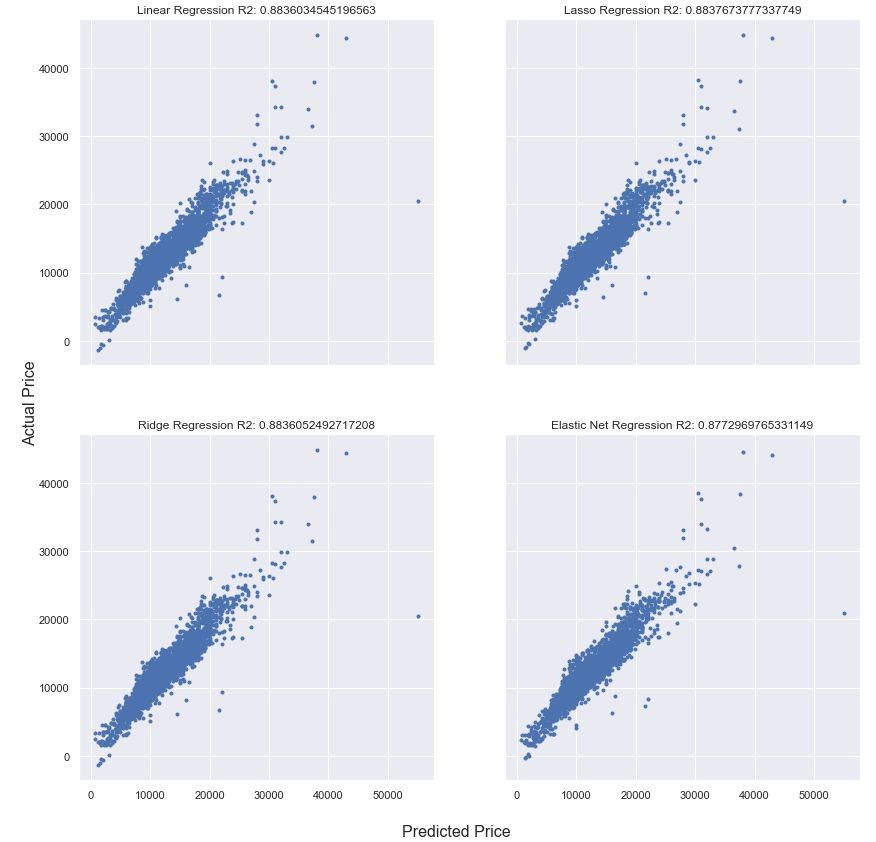 Linear Regression R2: 0.8836034545196563
Lasso Regression R2: 0.8837673777337749
40000
30000
20000
10000
0
Actual Price
Ridge Regression R2: 0.8836052492717208
Elastic Net Regression R2: 0.8772969765331149
40000
30000
20000
10000
0
0 10000 20000 30000 40000 50000
0 10000 20000 30000 40000 50000
Predicted Price